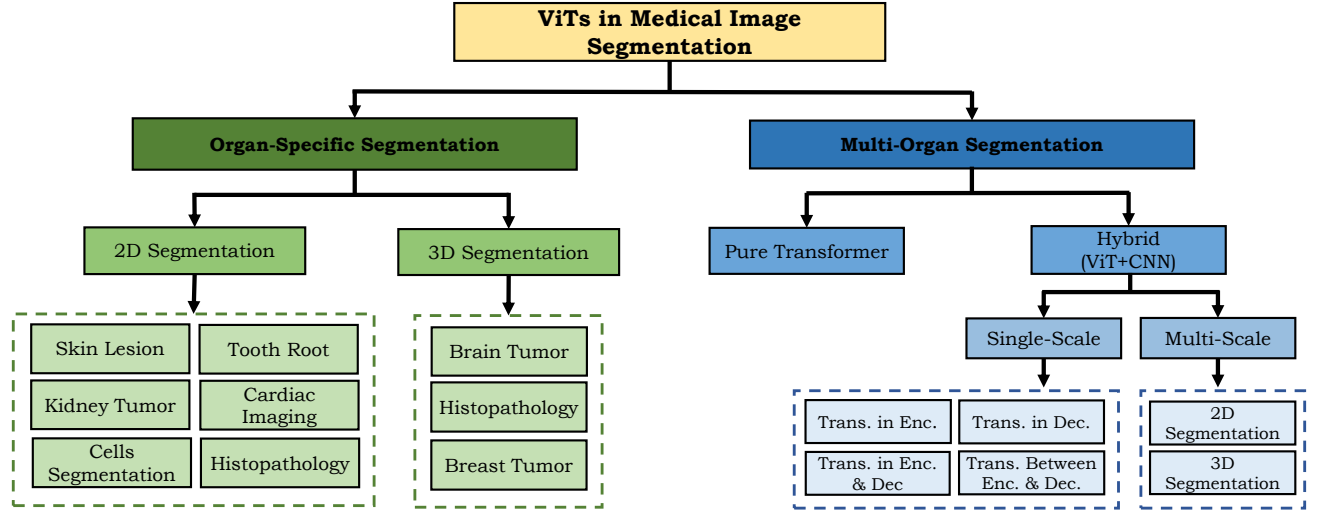 ViTs in Medical Image
Segmentation
Organ-Specific Segmentation
Multi-Organ Segmentation
2D Segmentation
3D Segmentation
Pure Transformer
Hybrid
(ViT+CNN)
Skin Lesion
Tooth Root
Kidney Tumor
Cardiac
Imaging
Cells
Segmentation
Histopathology
Brain Tumor
Histopathology
Breast Tumor
Single-Scale
Multi-Scale
Trans. in Enc.
Trans. in Dec.
Trans. in Enc.
& Dec
Trans. Between
Enc. & Dec.
2D
Segmentation
3D
Segmentation